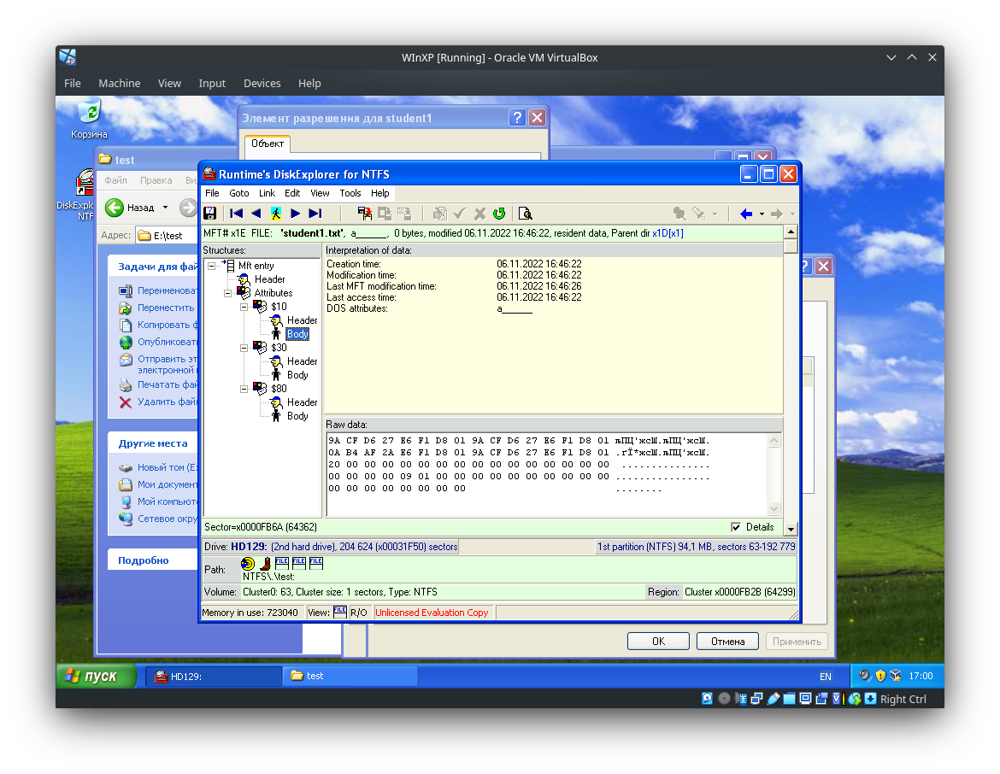 WInXP [Running] - Oracle VM VirtualBox
File Machine View Input Devices Help
Корзина
Элемент разрешения для student1
Объект
test
Файл Правка
Назад
Адрес: E:\test
NTF
Runtime's DiskExplorer for NTFS
File Goto Link Edit View Tools Help
MFT# x1E FILE: 'student1.txt', a______, 0 bytes, modified 06.11.2022 16:46:22, resident data, Parent dir x1D[x1]
Structures:
Mft entry
Header
Attributes
$10
Header
Body
$30
Header
Body
$80
Header
Body
Interpretation of data:
Creation time: 06.11.2022 16:46:22
Modification time: 06.11.2022 16:46:22
Last MFT modification time: 06.11.2022 16:46:26
Last access time: 06.11.2022 16:46:22
DOS attributes: a______
Raw data:
9A CF D6 27 E6 F1 D8 01 9A CF D6 27 E6 F1 D8 01 љПЦ'жсШ.љПЦ'жсШ.
0A B4 AF 2A E6 F1 D8 01 9A CF D6 27 E6 F1 D8 01 .ґЇ*жсШ.љПЦ'жсШ.
20 00 00 00 00 00 00 00 00 00 00 00 00 00 00 00 ...............
00 00 00 00 09 01 00 00 00 00 00 00 00 00 00 00 ................
00 00 00 00 00 00 00 00 ........
Sector=x0000FB6A (64362)
Details
Drive: HD129: (2nd hard drive), 204 624 (x00031F50) sectors
1st partition (NTFS) 94,1 MB, sectors 63-192 779
Path:
FILE FILE FILE
NTFS\.\test:
Volume: Cluster0: 63, Cluster size: 1 sectors, Type: NTFS
Region: Cluster x0000FB2B (64299)
Memory in use: 723040 View: FILE R/O Unlicensed Evaluation Copy
Задачи для фай
Переименова
Переместить
Копировать ф
Опубликоват
Отправить эт
электронной
Печатать фай
Удалить файл
Другие места
Новый том (E:
Мои документ
Мой компьют
Сетевое окру
Подробно
OK Отмена Применить
пуск
HD129:
test
EN
17:00
Right Ctrl